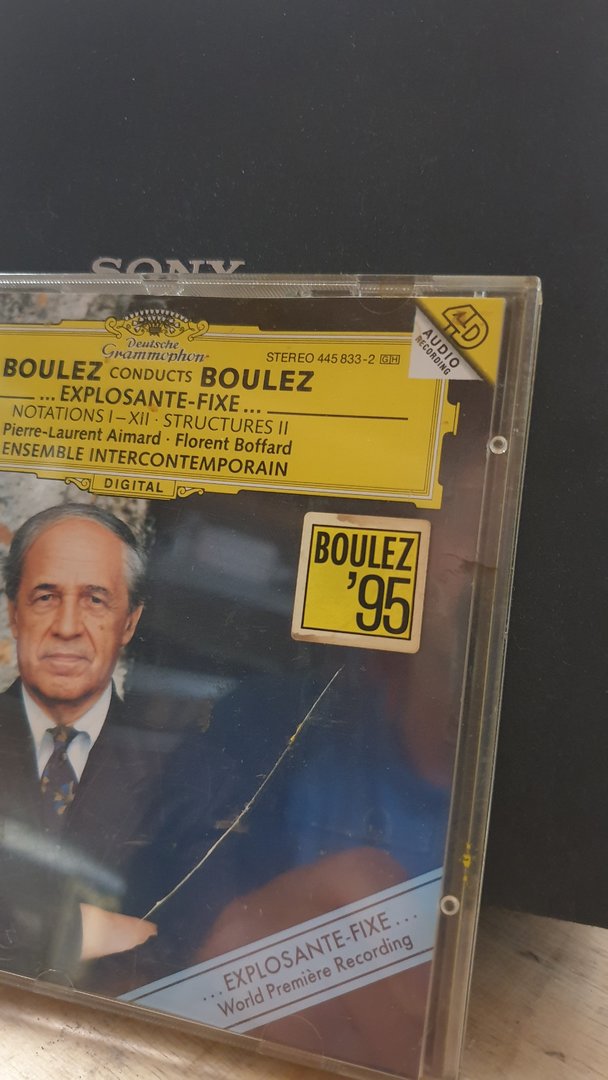 SONY
Deutsche
Grammophon
STEREO 445 833-2 GH
4D
AUDIO
RECORDING
BOULEZ CONDUCTS BOULEZ
...EXPLOSANTE-FIXE...
NOTATIONS I–XII · STRUCTURES II
Pierre-Laurent Aimard · Florent Boffard
ENSEMBLE INTERCONTEMPORAIN
DIGITAL
BOULEZ
'95
...EXPLOSANTE-FIXE...
World Première Recording